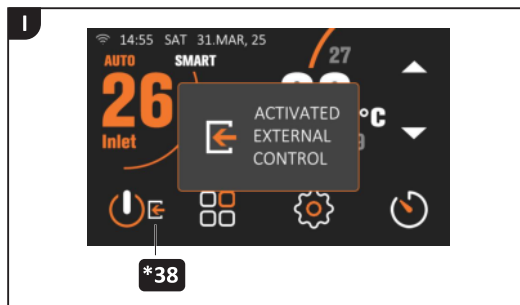 I
14:55 SAT 31.MAR, 25
AUTO SMART 27
26 °C
Inlet
ACTIVATED
EXTERNAL
CONTROL
*38